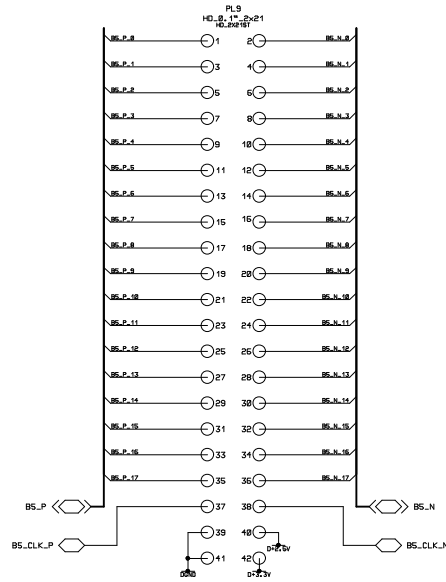 PL9
HD_0.1"_2x21
HD_2X21ST
B5_P_0 1 2 B5_N_0
B5_P_1 3 4 B5_N_1
B5_P_2 5 6 B5_N_2
B5_P_3 7 8 B5_N_3
B5_P_4 9 10 B5_N_4
B5_P_5 11 12 B5_N_5
B5_P_6 13 14 B5_N_6
B5_P_7 15 16 B5_N_7
B5_P_8 17 18 B5_N_8
B5_P_9 19 20 B5_N_9
B5_P_10 21 22 B5_N_10
B5_P_11 23 24 B5_N_11
B5_P_12 25 26 B5_N_12
B5_P_13 27 28 B5_N_13
B5_P_14 29 30 B5_N_14
B5_P_15 31 32 B5_N_15
B5_P_16 33 34 B5_N_16
B5_P_17 35 36 B5_N_17
B5_P 37 38 B5_N
39 40
B5_CLK_P D+2.5V B5_CLK_N
41 42
DGND D+3.3V